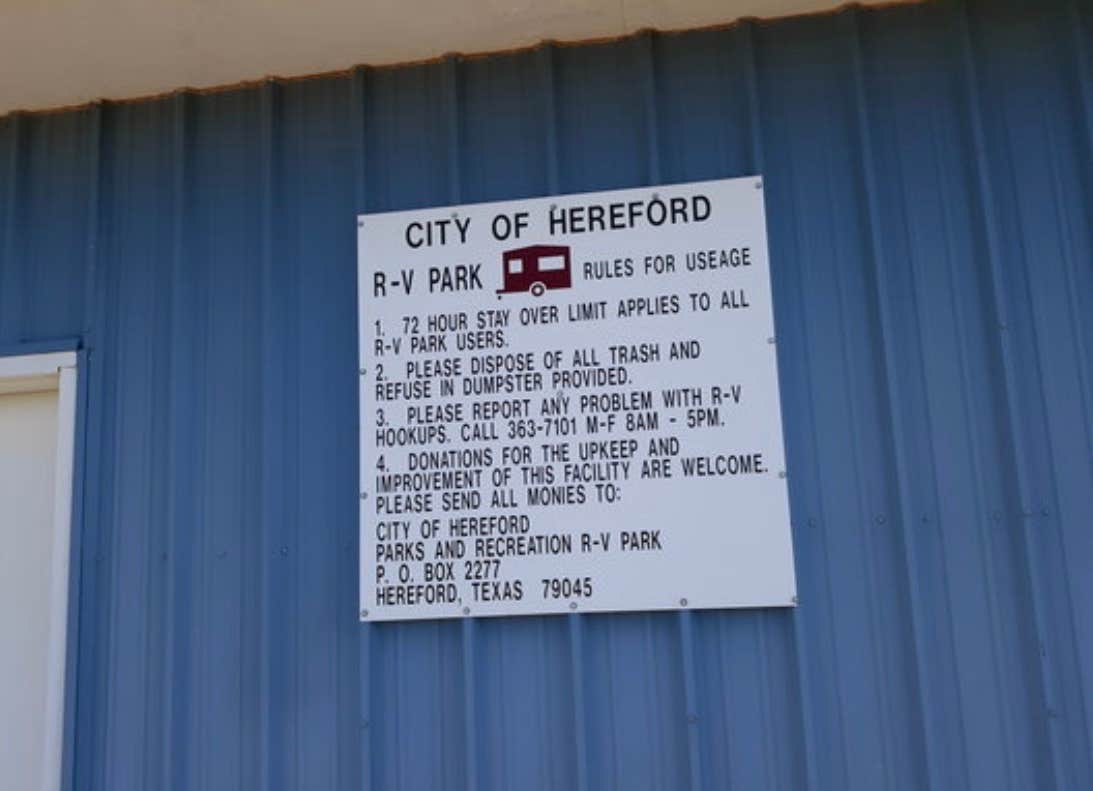 CITY OF HEREFORD
R-V PARK RULES FOR USEAGE
1. 72 HOUR STAY OVER LIMIT APPLIES TO ALL
R-V PARK USERS.
2. PLEASE DISPOSE OF ALL TRASH AND
REFUSE IN DUMPSTER PROVIDED.
3. PLEASE REPORT ANY PROBLEM WITH R-V
HOOKUPS. CALL 363-7101 M-F 8AM - 5PM.
4. DONATIONS FOR THE UPKEEP AND
IMPROVEMENT OF THIS FACILITY ARE WELCOME.
PLEASE SEND ALL MONIES TO:
CITY OF HEREFORD
PARKS AND RECREATION R-V PARK
P. O. BOX 2277
HEREFORD, TEXAS 79045